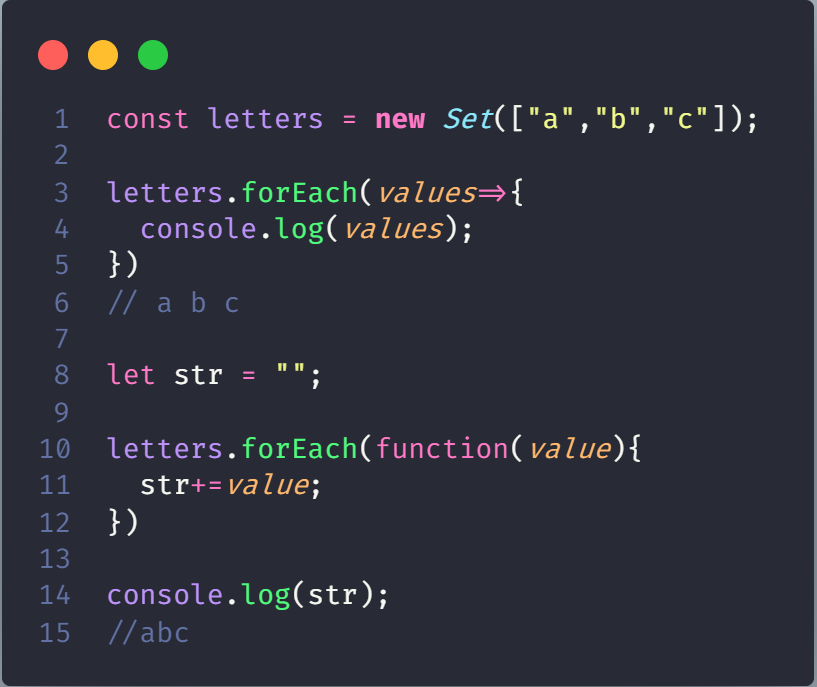 1 const letters = new Set(["a","b","c"]);
2
3 letters.forEach(values=>{
4   console.log(values);
5 })
6 // a b c
7
8 let str = "";
9
10 letters.forEach(function(value){
11   str+=value;
12 })
13
14 console.log(str);
15 //abc